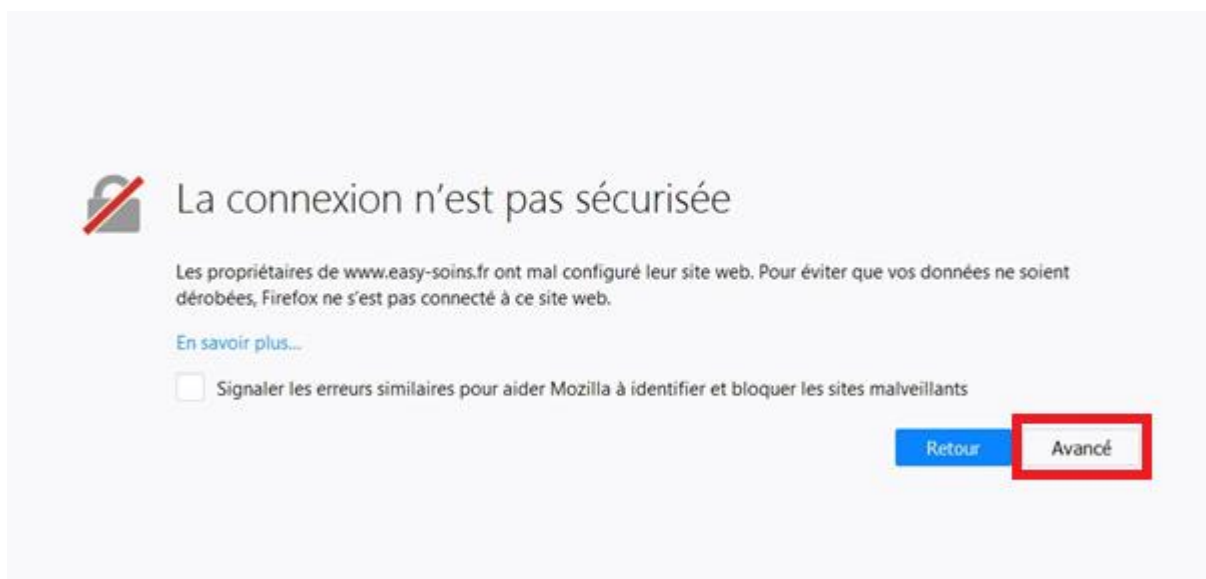 La connexion n’est pas sécurisée
Les propriétaires de www.easy-soins.fr ont mal configuré leur site web. Pour éviter que vos données ne soient
dérobées, Firefox ne s’est pas connecté à ce site web.
En savoir plus...
Signaler les erreurs similaires pour aider Mozilla à identifier et bloquer les sites malveillants
Retour
Avancé